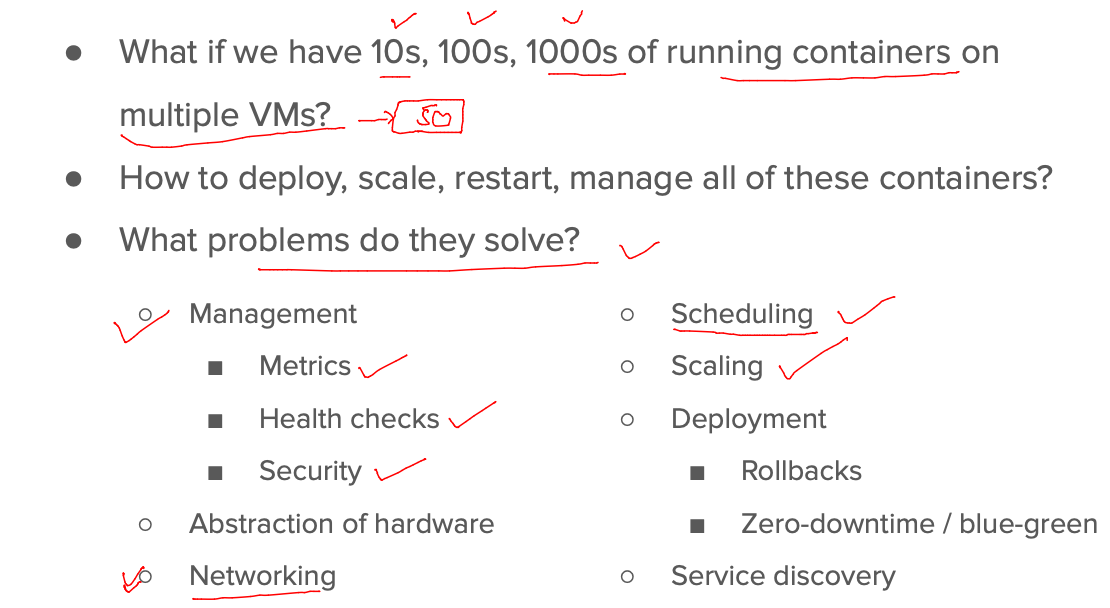 ● What if we have 10s, 100s, 1000s of running containers on
multiple VMs? 50
● How to deploy, scale, restart, manage all of these containers?
● What problems do they solve?
○ Management
■ Metrics
■ Health checks
■ Security
○ Abstraction of hardware
○ Networking
○ Scheduling
○ Scaling
○ Deployment
■ Rollbacks
■ Zero-downtime / blue-green
○ Service discovery